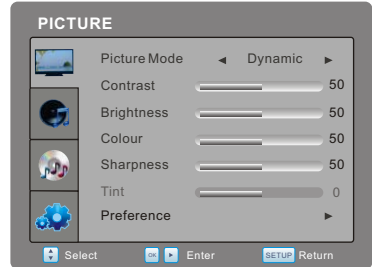 PICTURE
Picture Mode ◄ Dynamic ►
Contrast 50
Brightness 50
Colour 50
Sharpness 50
Tint 0
Preference ►
Select OK Enter SETUP Return